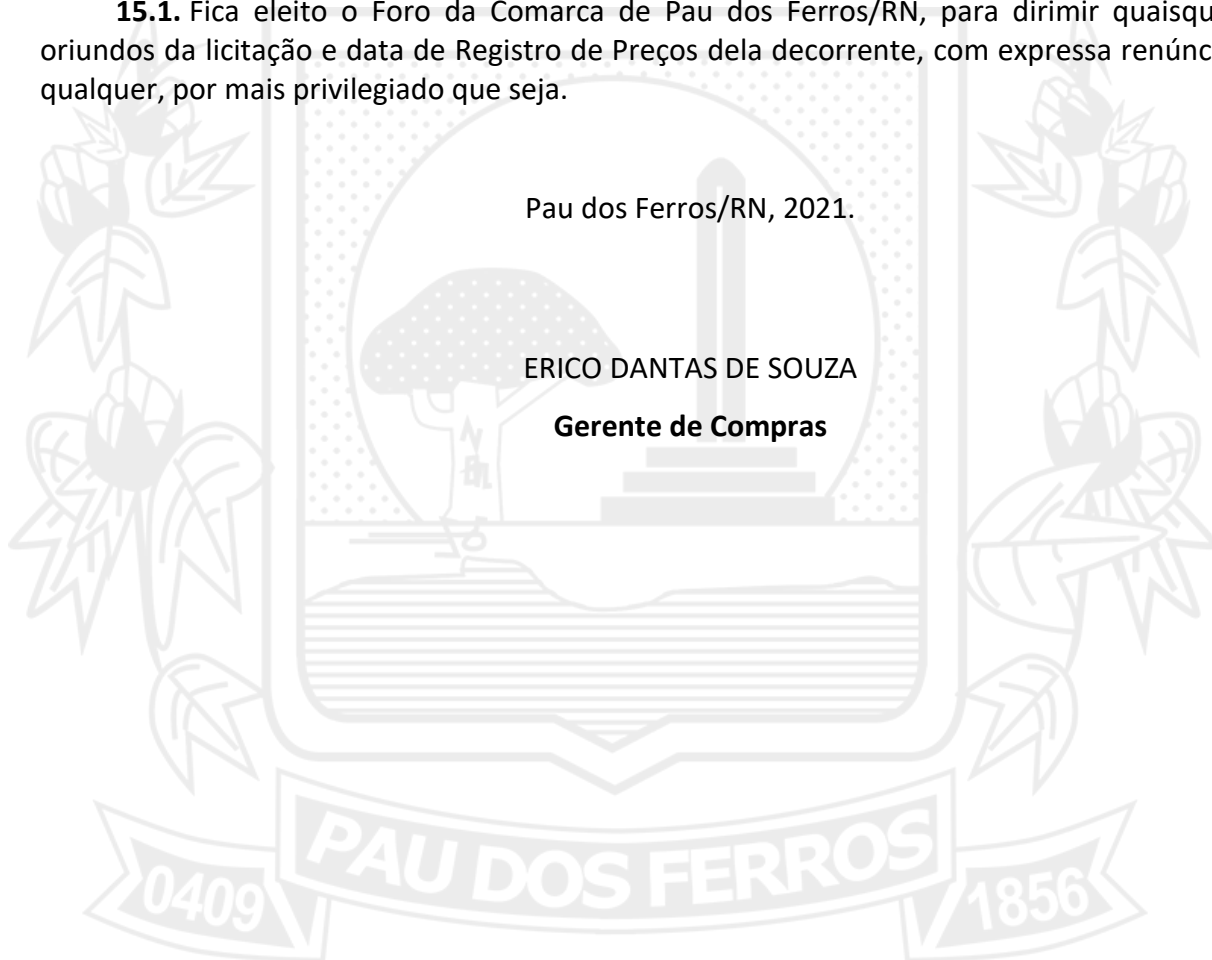 15.1. Fica eleito o Foro da Comarca de Pau dos Ferros/RN, para dirimir quaisqu
oriundos da licitação e data de Registro de Preços dela decorrente, com expressa renúnc
qualquer, por mais privilegiado que seja.
Pau dos Ferros/RN, 2021.
ERICO DANTAS DE SOUZA
Gerente de Compras
PAU DOS FERROS
0409
1856